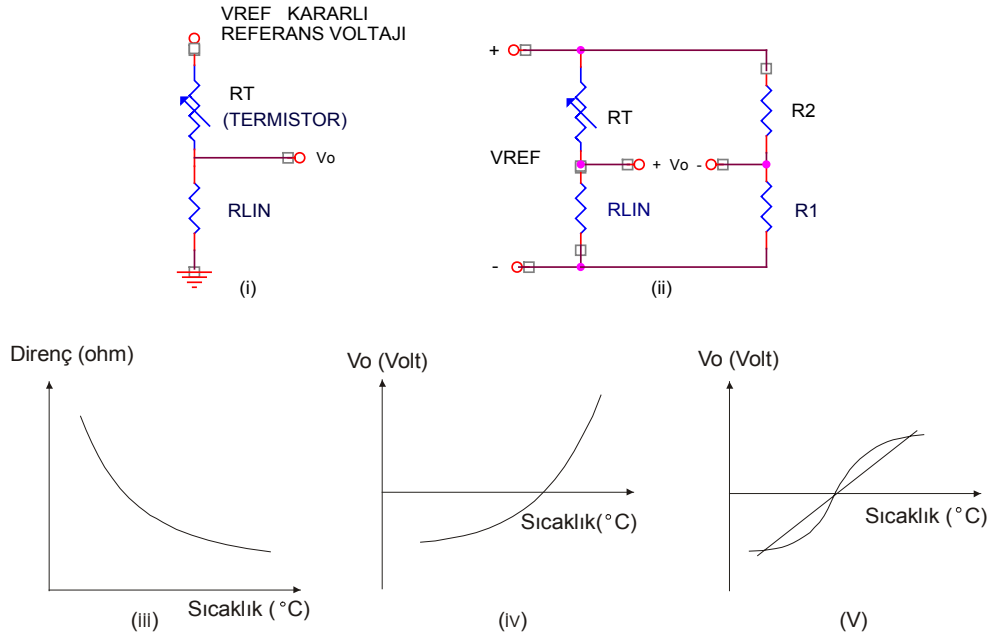 VREF KARARLI
REFERANS VOLTAJI
RT
(TERMISTOR)
Vo
RLIN
(i)
+
RT
R2
VREF
+ Vo -
RLIN
R1
-
(ii)
Direnç (ohm)
Sıcaklık (°C)
(iii)
Vo (Volt)
Sıcaklık(°C)
(iv)
Vo (Volt)
Sıcaklık (°C)
(V)